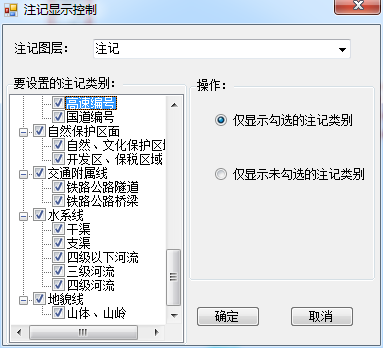 注记显示控制
注记图层： 注记
要设置的注记类别：
高速编号
国道编号
自然保护区面
自然、文化保护区
开发区、保税区域
交通附属线
铁路公路隧道
铁路公路桥梁
水系线
干渠
支渠
四级以下河流
三级河流
四级河流
地貌线
山体、山岭
操作：
仅显示勾选的注记类别
仅显示未勾选的注记类别
确定 取消